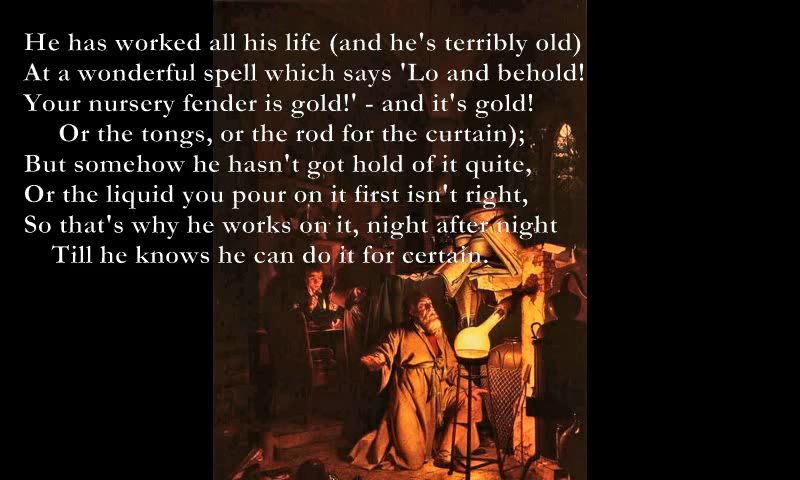 He has worked all his life (and he's terribly old)
At a wonderful spell which says 'Lo and behold!
Your nursery fender is gold!' - and it's gold!
Or the tongs, or the rod for the curtain);
But somehow he hasn't got hold of it quite,
Or the liquid you pour on it first isn't right,
So that's why he works on it, night after night
Till he knows he can do it for certain.